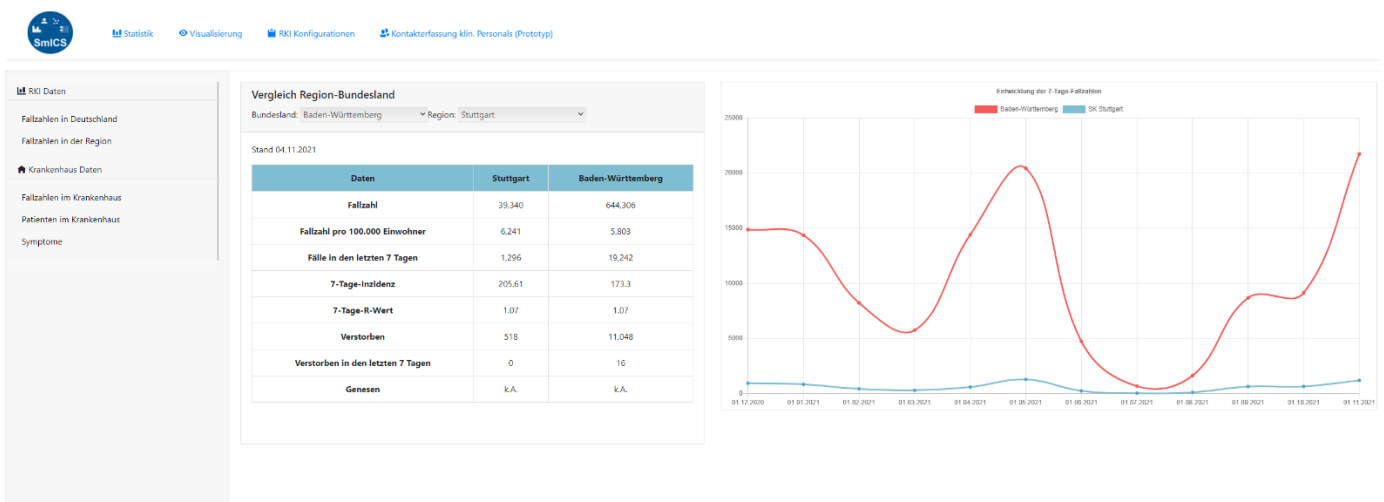 SmICS
Statistik
Visualisierung
RKI Konfigurationen
Kontakterfassung klin. Personals (Prototyp)
RKI Daten
Fallzahlen in Deutschland
Fallzahlen in der Region
Krankenhaus Daten
Fallzahlen im Krankenhaus
Patienten im Krankenhaus
Symptome
Vergleich Region-Bundesland
Bundesland: Baden-Württemberg Region: Stuttgart
Stand 04.11.2021
Daten Stuttgart Baden-Württemberg
Fallzahl 39,340 644,306
Fallzahl pro 100.000 Einwohner 6,241 5,803
Fälle in den letzten 7 Tagen 1,296 19,242
7-Tage-Inzidenz 205.61 173.3
7-Tage-R-Wert 1.07 1.07
Verstorben 518 11,048
Verstorben in den letzten 7 Tagen 0 16
Genesen k.A. k.A.
Entwicklung der 7-Tage-Fallzahlen
Baden-Württemberg SK Stuttgart
25000
20000
15000
10000
5000
0
01.12.2020 01.01.2021 01.02.2021 01.03.2021 01.04.2021 01.05.2021 01.06.2021 01.07.2021 01.08.2021 01.09.2021 01.10.2021 01.11.2021